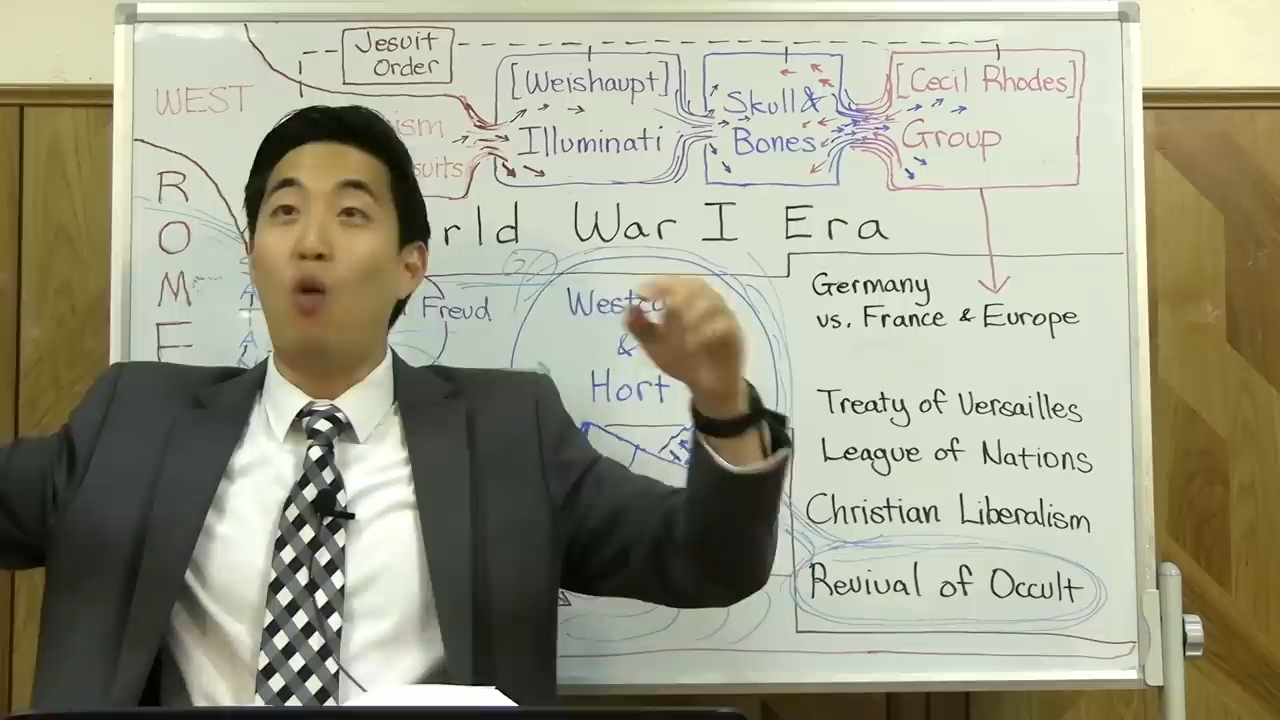 Jesuit
Order
WEST
[Weishaupt]
Illuminati
Skull &
Bones
[Cecil Rhodes]
Group
ROME
War I Era
Freud
&
Hort
Germany
vs. France & Europe
Treaty of Versailles
League of Nations
Christian Liberalism
Revival of Occult